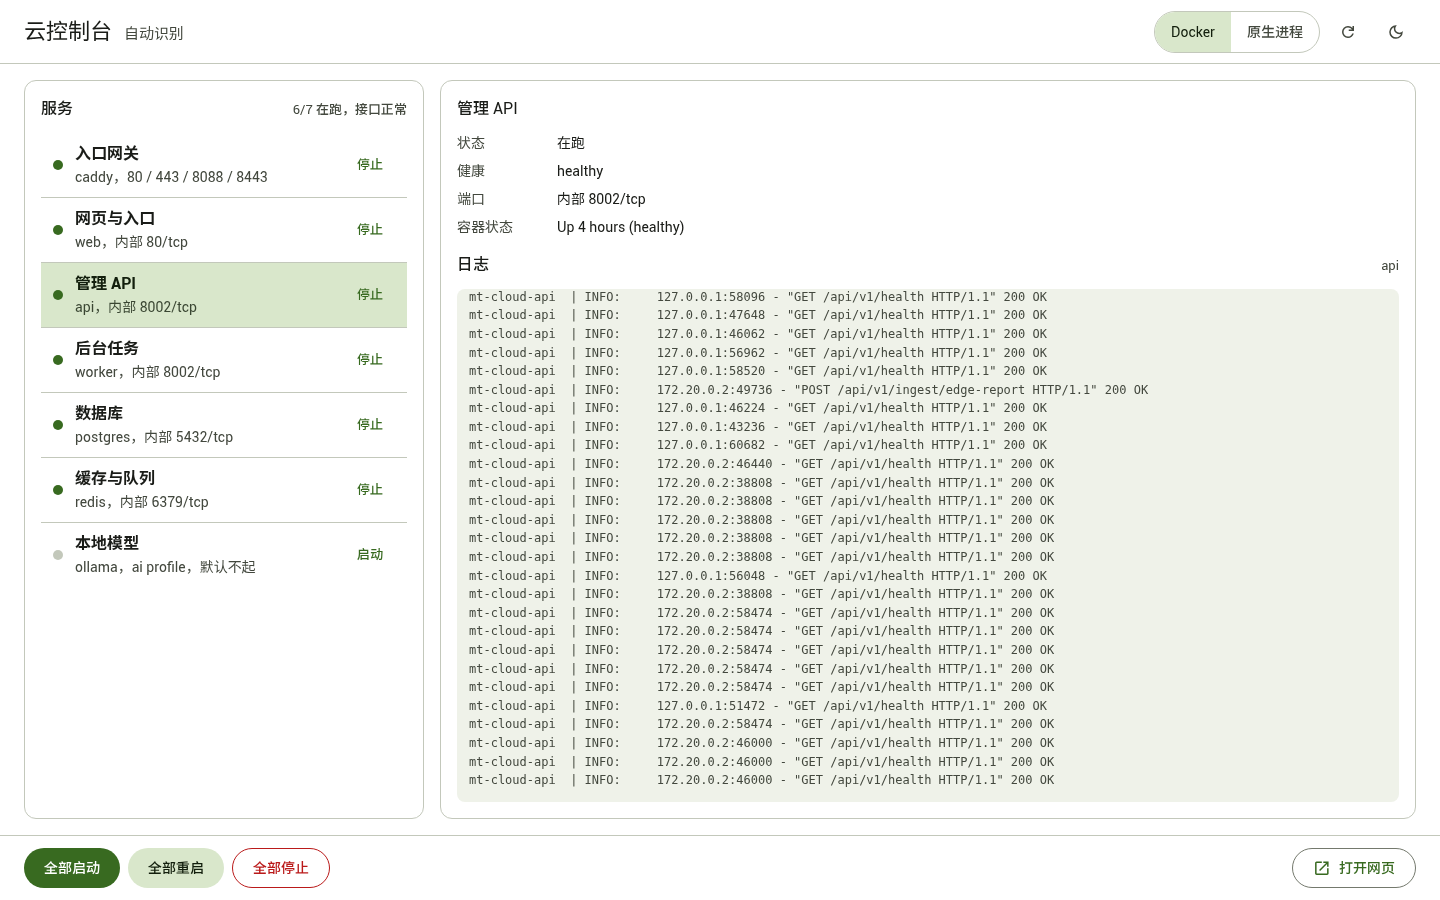 云控制台 自动识别 Docker 原生进程
服务 6/7 在跑，接口正常
入口网关
caddy，80 / 443 / 8088 / 8443
停止
网页与入口
web，内部 80/tcp
停止
管理 API
api，内部 8002/tcp
停止
后台任务
worker，内部 8002/tcp
停止
数据库
postgres，内部 5432/tcp
停止
缓存与队列
redis，内部 6379/tcp
停止
本地模型
ollama，ai profile，默认不起
启动
管理 API
状态 在跑
健康 healthy
端口 内部 8002/tcp
容器状态 Up 4 hours (healthy)
日志 api
mt-cloud-api  | INFO:     127.0.0.1:58096 - "GET /api/v1/health HTTP/1.1" 200 OK
mt-cloud-api  | INFO:     127.0.0.1:47648 - "GET /api/v1/health HTTP/1.1" 200 OK
mt-cloud-api  | INFO:     127.0.0.1:46062 - "GET /api/v1/health HTTP/1.1" 200 OK
mt-cloud-api  | INFO:     127.0.0.1:56962 - "GET /api/v1/health HTTP/1.1" 200 OK
mt-cloud-api  | INFO:     127.0.0.1:58520 - "GET /api/v1/health HTTP/1.1" 200 OK
mt-cloud-api  | INFO:     172.20.0.2:49736 - "POST /api/v1/ingest/edge-report HTTP/1.1" 200 OK
mt-cloud-api  | INFO:     127.0.0.1:46224 - "GET /api/v1/health HTTP/1.1" 200 OK
mt-cloud-api  | INFO:     127.0.0.1:43236 - "GET /api/v1/health HTTP/1.1" 200 OK
mt-cloud-api  | INFO:     127.0.0.1:60682 - "GET /api/v1/health HTTP/1.1" 200 OK
mt-cloud-api  | INFO:     172.20.0.2:46440 - "GET /api/v1/health HTTP/1.1" 200 OK
mt-cloud-api  | INFO:     172.20.0.2:38808 - "GET /api/v1/health HTTP/1.1" 200 OK
mt-cloud-api  | INFO:     172.20.0.2:38808 - "GET /api/v1/health HTTP/1.1" 200 OK
mt-cloud-api  | INFO:     172.20.0.2:38808 - "GET /api/v1/health HTTP/1.1" 200 OK
mt-cloud-api  | INFO:     172.20.0.2:38808 - "GET /api/v1/health HTTP/1.1" 200 OK
mt-cloud-api  | INFO:     172.20.0.2:38808 - "GET /api/v1/health HTTP/1.1" 200 OK
mt-cloud-api  | INFO:     127.0.0.1:56048 - "GET /api/v1/health HTTP/1.1" 200 OK
mt-cloud-api  | INFO:     172.20.0.2:38808 - "GET /api/v1/health HTTP/1.1" 200 OK
mt-cloud-api  | INFO:     172.20.0.2:58474 - "GET /api/v1/health HTTP/1.1" 200 OK
mt-cloud-api  | INFO:     172.20.0.2:58474 - "GET /api/v1/health HTTP/1.1" 200 OK
mt-cloud-api  | INFO:     172.20.0.2:58474 - "GET /api/v1/health HTTP/1.1" 200 OK
mt-cloud-api  | INFO:     172.20.0.2:58474 - "GET /api/v1/health HTTP/1.1" 200 OK
mt-cloud-api  | INFO:     172.20.0.2:58474 - "GET /api/v1/health HTTP/1.1" 200 OK
mt-cloud-api  | INFO:     127.0.0.1:51472 - "GET /api/v1/health HTTP/1.1" 200 OK
mt-cloud-api  | INFO:     172.20.0.2:58474 - "GET /api/v1/health HTTP/1.1" 200 OK
mt-cloud-api  | INFO:     172.20.0.2:46000 - "GET /api/v1/health HTTP/1.1" 200 OK
mt-cloud-api  | INFO:     172.20.0.2:46000 - "GET /api/v1/health HTTP/1.1" 200 OK
mt-cloud-api  | INFO:     172.20.0.2:46000 - "GET /api/v1/health HTTP/1.1" 200 OK
全部启动 全部重启 全部停止 打开网页